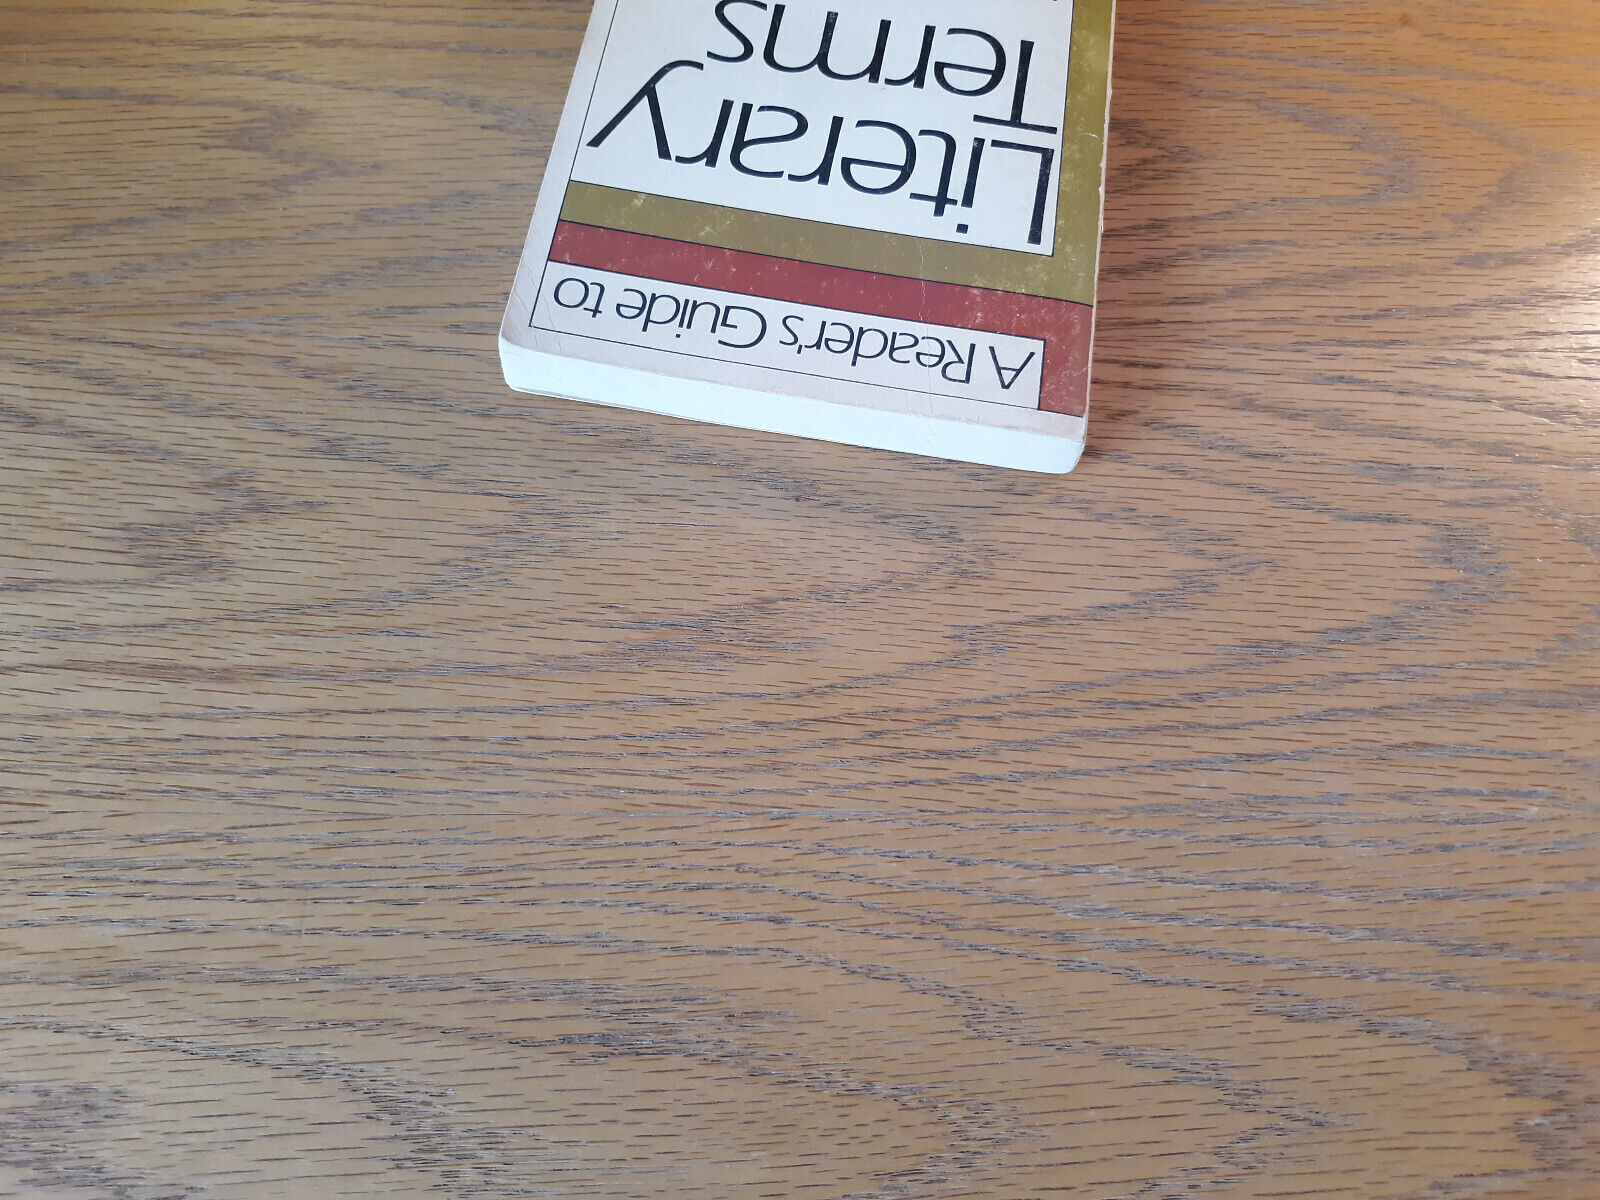 A Reader's Guide to
Literary
Terms